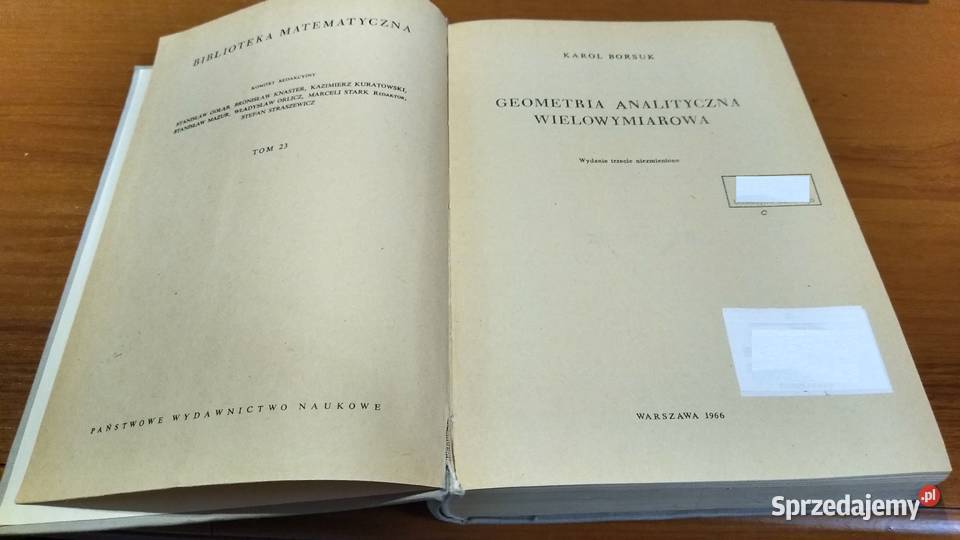 BIBLIOTEKA MATEMATYCZNA
KOMITET REDAKCYJNY
STANISŁAW GOŁĄB, BRONISŁAW KNASTER, KAZIMIERZ KURATOWSKI,
STANISŁAW MAZUR, WŁADYSŁAW ORLICZ, MARCELI STARK REDAKTOR,
STEFAN STRASZEWICZ
TOM 23
PAŃSTWOWE WYDAWNICTWO NAUKOWE
KAROL BORSUK
GEOMETRIA ANALITYCZNA
WIELOWYMIAROWA
Wydanie trzecie niezmienione
C
WARSZAWA 1966
Sprzedajemy.pl